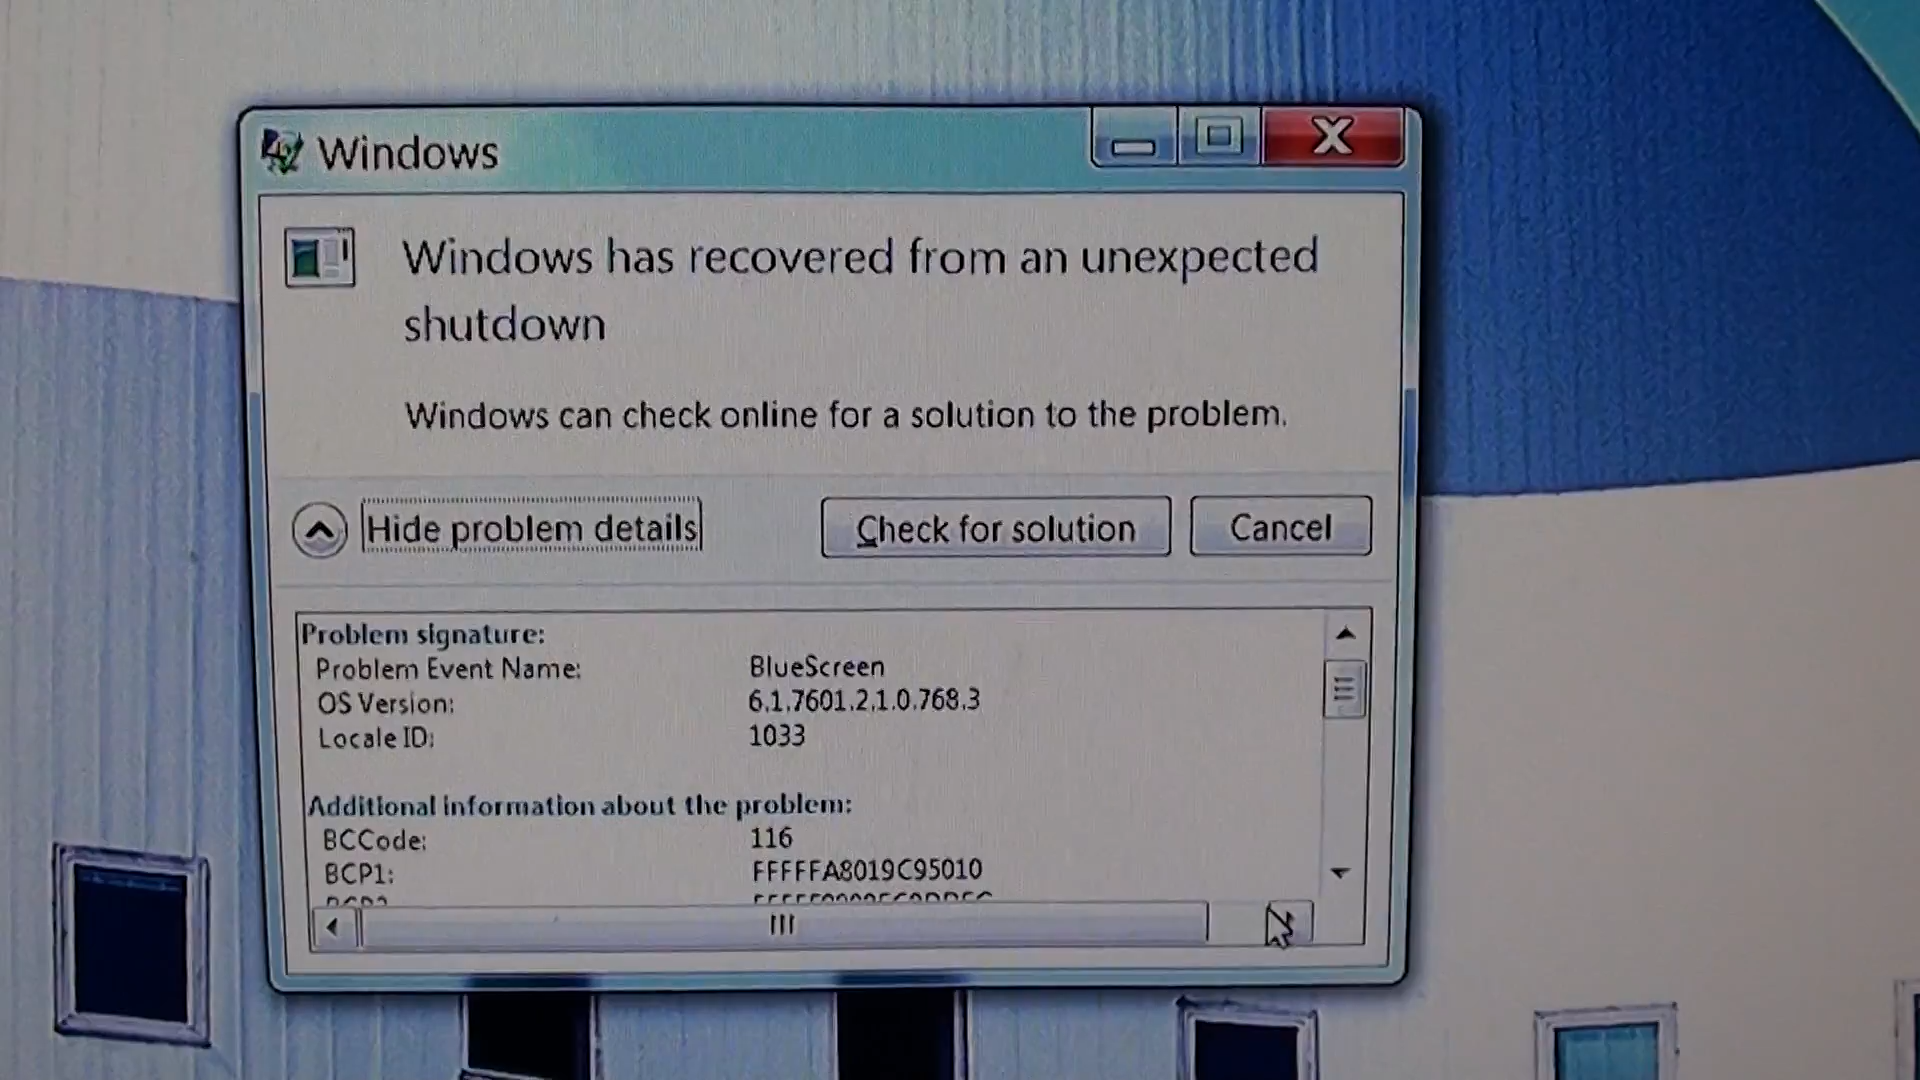 Windows
Windows has recovered from an unexpected
shutdown
Windows can check online for a solution to the problem.
Hide problem details
Check for solution
Cancel
Problem signature:
Problem Event Name: BlueScreen
OS Version: 6.1.7601.2.1.0.768.3
Locale ID: 1033
Additional information about the problem:
BCCode: 116
BCP1: FFFFFA8019C95010